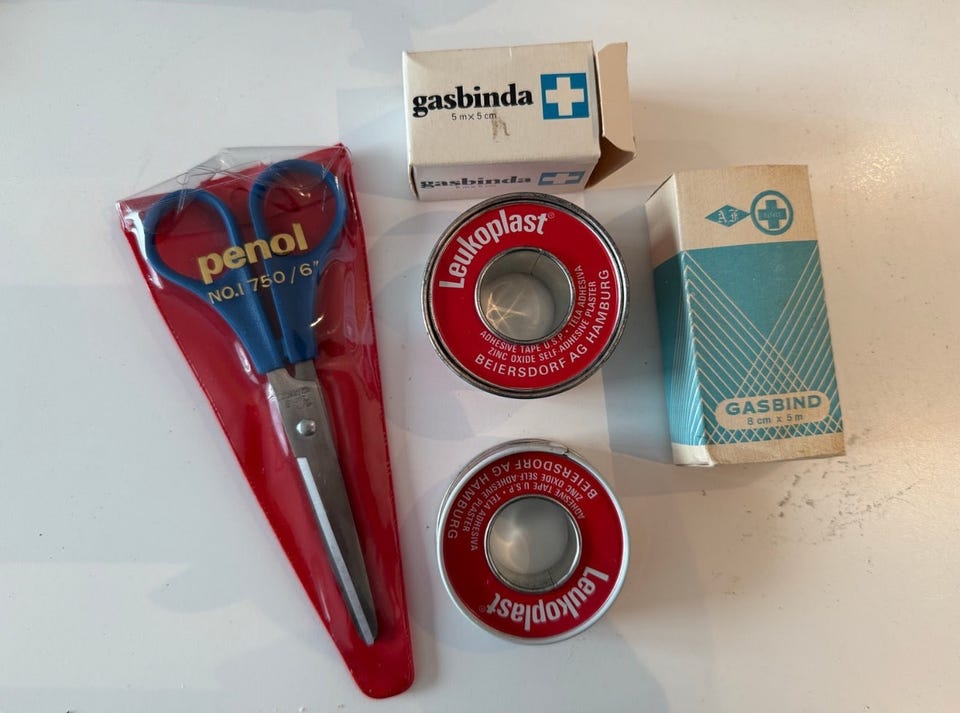 gasbinda
5 m x 5 cm
gasbinda
penol
NO.1 750/6"
Leukoplast®
ADHESIVE TAPE U.S.P. · TELA ADHESIVA
ZINC OXIDE SELF-ADHESIVE PLASTER
BEIERSDORF AG HAMBURG
GASBIND
8 cm x 5 m
Leukoplast®
ADHESIVE TAPE U.S.P. · TELA ADHESIVA
ZINC OXIDE SELF-ADHESIVE PLASTER
BEIERSDORF AG HAMBURG